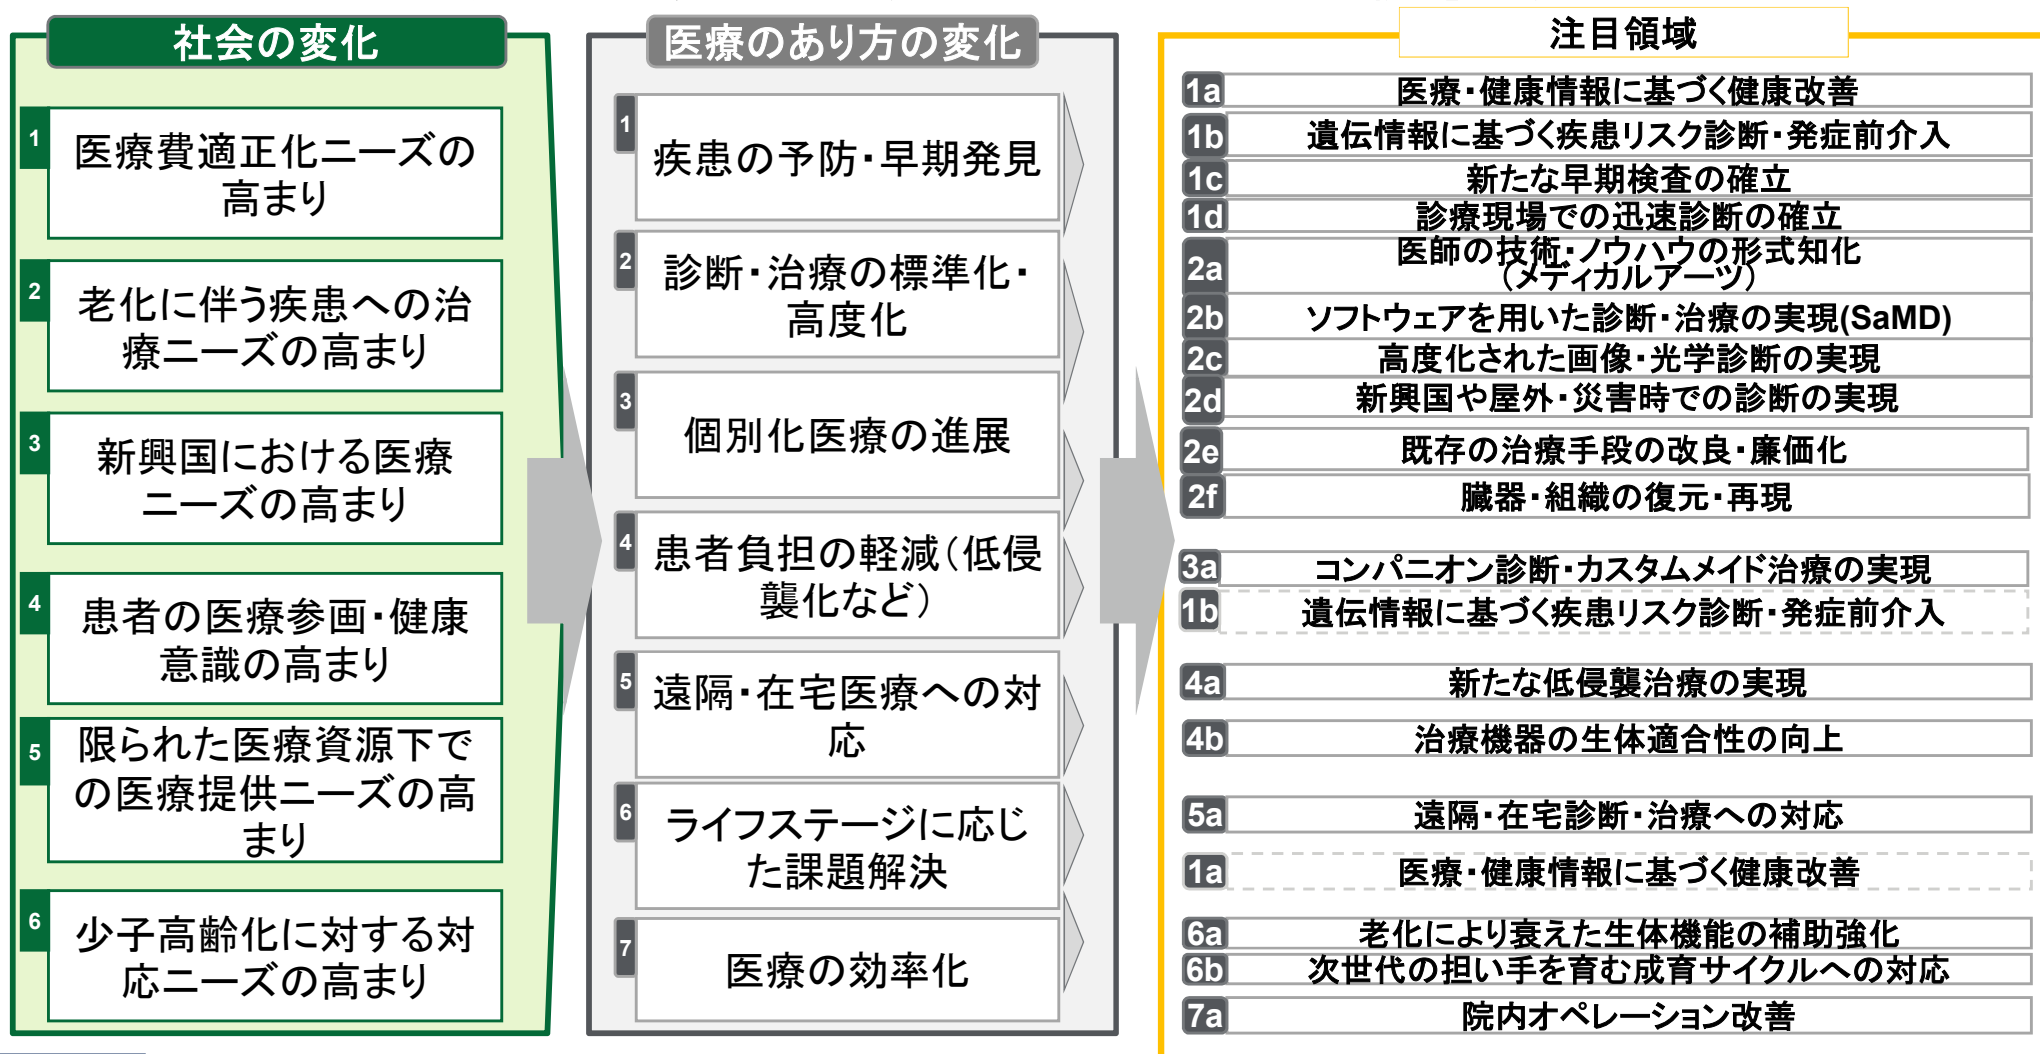 社会の変化
1
医療費適正化ニーズの
高まり
2
老化に伴う疾患への治
療ニーズの高まり
3
新興国における医療
ニーズの高まり
4
患者の医療参画・健康
意識の高まり
5
限られた医療資源下で
の医療提供ニーズの高
まり
6
少子高齢化に対する対
応ニーズの高まり
医療のあり方の変化
1
疾患の予防・早期発見
2
診断・治療の標準化・
高度化
3
個別化医療の進展
4
患者負担の軽減（低侵
襲化など）
5
遠隔・在宅医療への対
応
6
ライフステージに応じ
た課題解決
7
医療の効率化
注目領域
1a 医療・健康情報に基づく健康改善
1b 遺伝情報に基づく疾患リスク診断・発症前介入
1c 新たな早期検査の確立
1d 診療現場での迅速診断の確立
2a 医師の技術・ノウハウの形式知化
（メディカルアーツ）
2b ソフトウェアを用いた診断・治療の実現(SaMD)
2c 高度化された画像・光学診断の実現
2d 新興国や屋外・災害時での診断の実現
2e 既存の治療手段の改良・廉価化
2f 臓器・組織の復元・再現
3a コンパニオン診断・カスタムメイド治療の実現
1b 遺伝情報に基づく疾患リスク診断・発症前介入
4a 新たな低侵襲治療の実現
4b 治療機器の生体適合性の向上
5a 遠隔・在宅診断・治療への対応
1a 医療・健康情報に基づく健康改善
6a 老化により衰えた生体機能の補助強化
6b 次世代の担い手を育む成育サイクルへの対応
7a 院内オペレーション改善